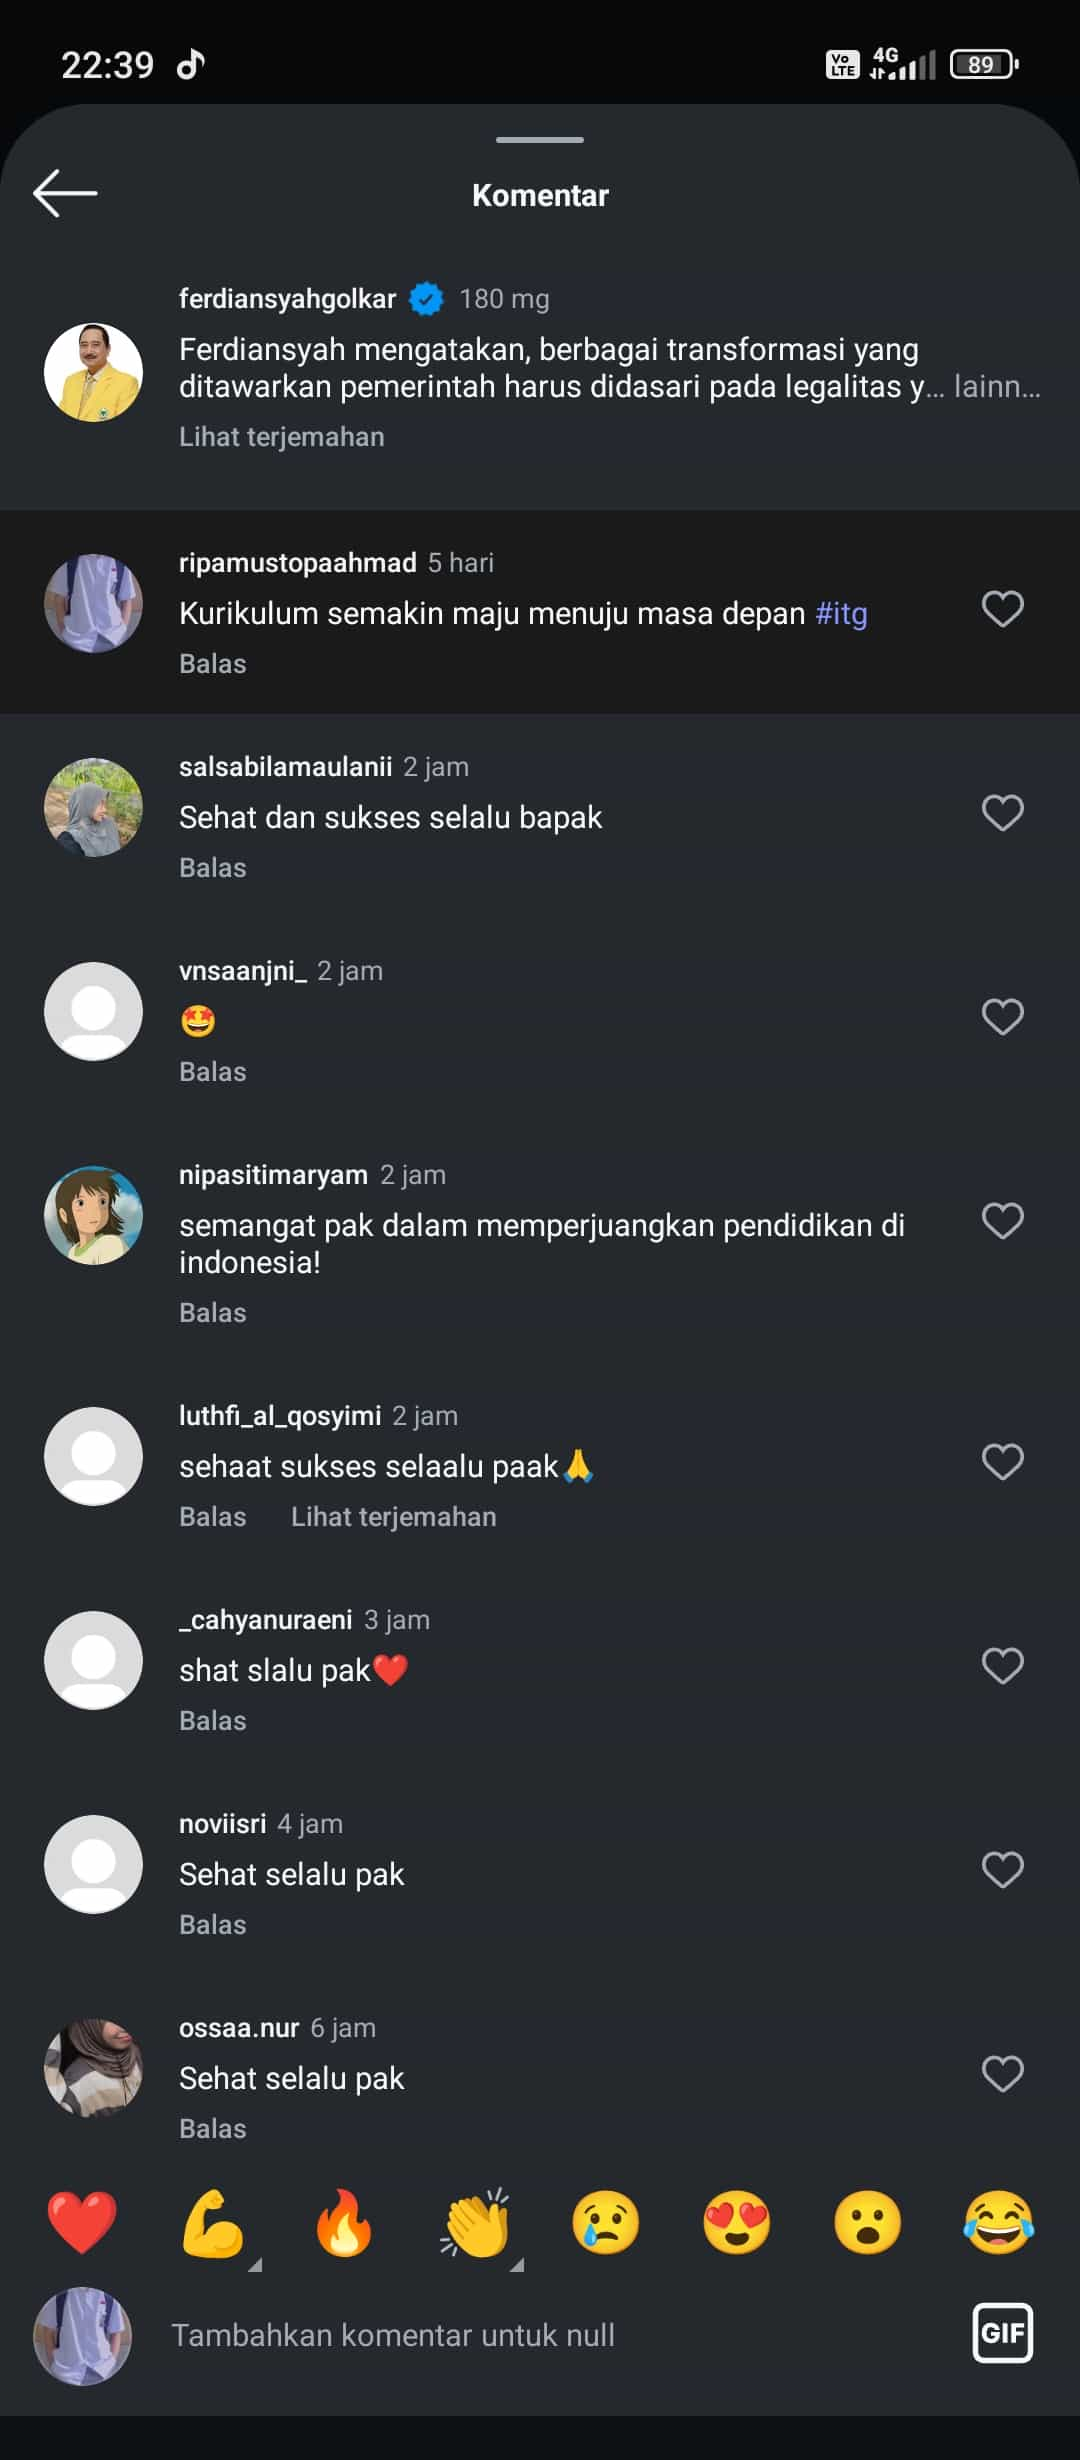 22:39
Vo LTE 4G 89
Komentar
ferdiansyahgolkar 180 mg
Ferdiansyah mengatakan, berbagai transformasi yang
ditawarkan pemerintah harus didasari pada legalitas y... lainn...
Lihat terjemahan
ripamustopaahmad 5 hari
Kurikulum semakin maju menuju masa depan #itg
Balas
salsabilamaulanii 2 jam
Sehat dan sukses selalu bapak
Balas
vnsaanjni_ 2 jam
🤩
Balas
nipasitimaryam 2 jam
semangat pak dalam memperjuangkan pendidikan di
indonesia!
Balas
luthfi_al_qosyimi 2 jam
sehaat sukses selaalu paak🙏
Balas Lihat terjemahan
_cahyanuraeni 3 jam
shat slalu pak❤️
Balas
noviisri 4 jam
Sehat selalu pak
Balas
ossaa.nur 6 jam
Sehat selalu pak
Balas
❤️ 💪 🔥 👏 😢 😍 😮 😂
Tambahkan komentar untuk null GIF